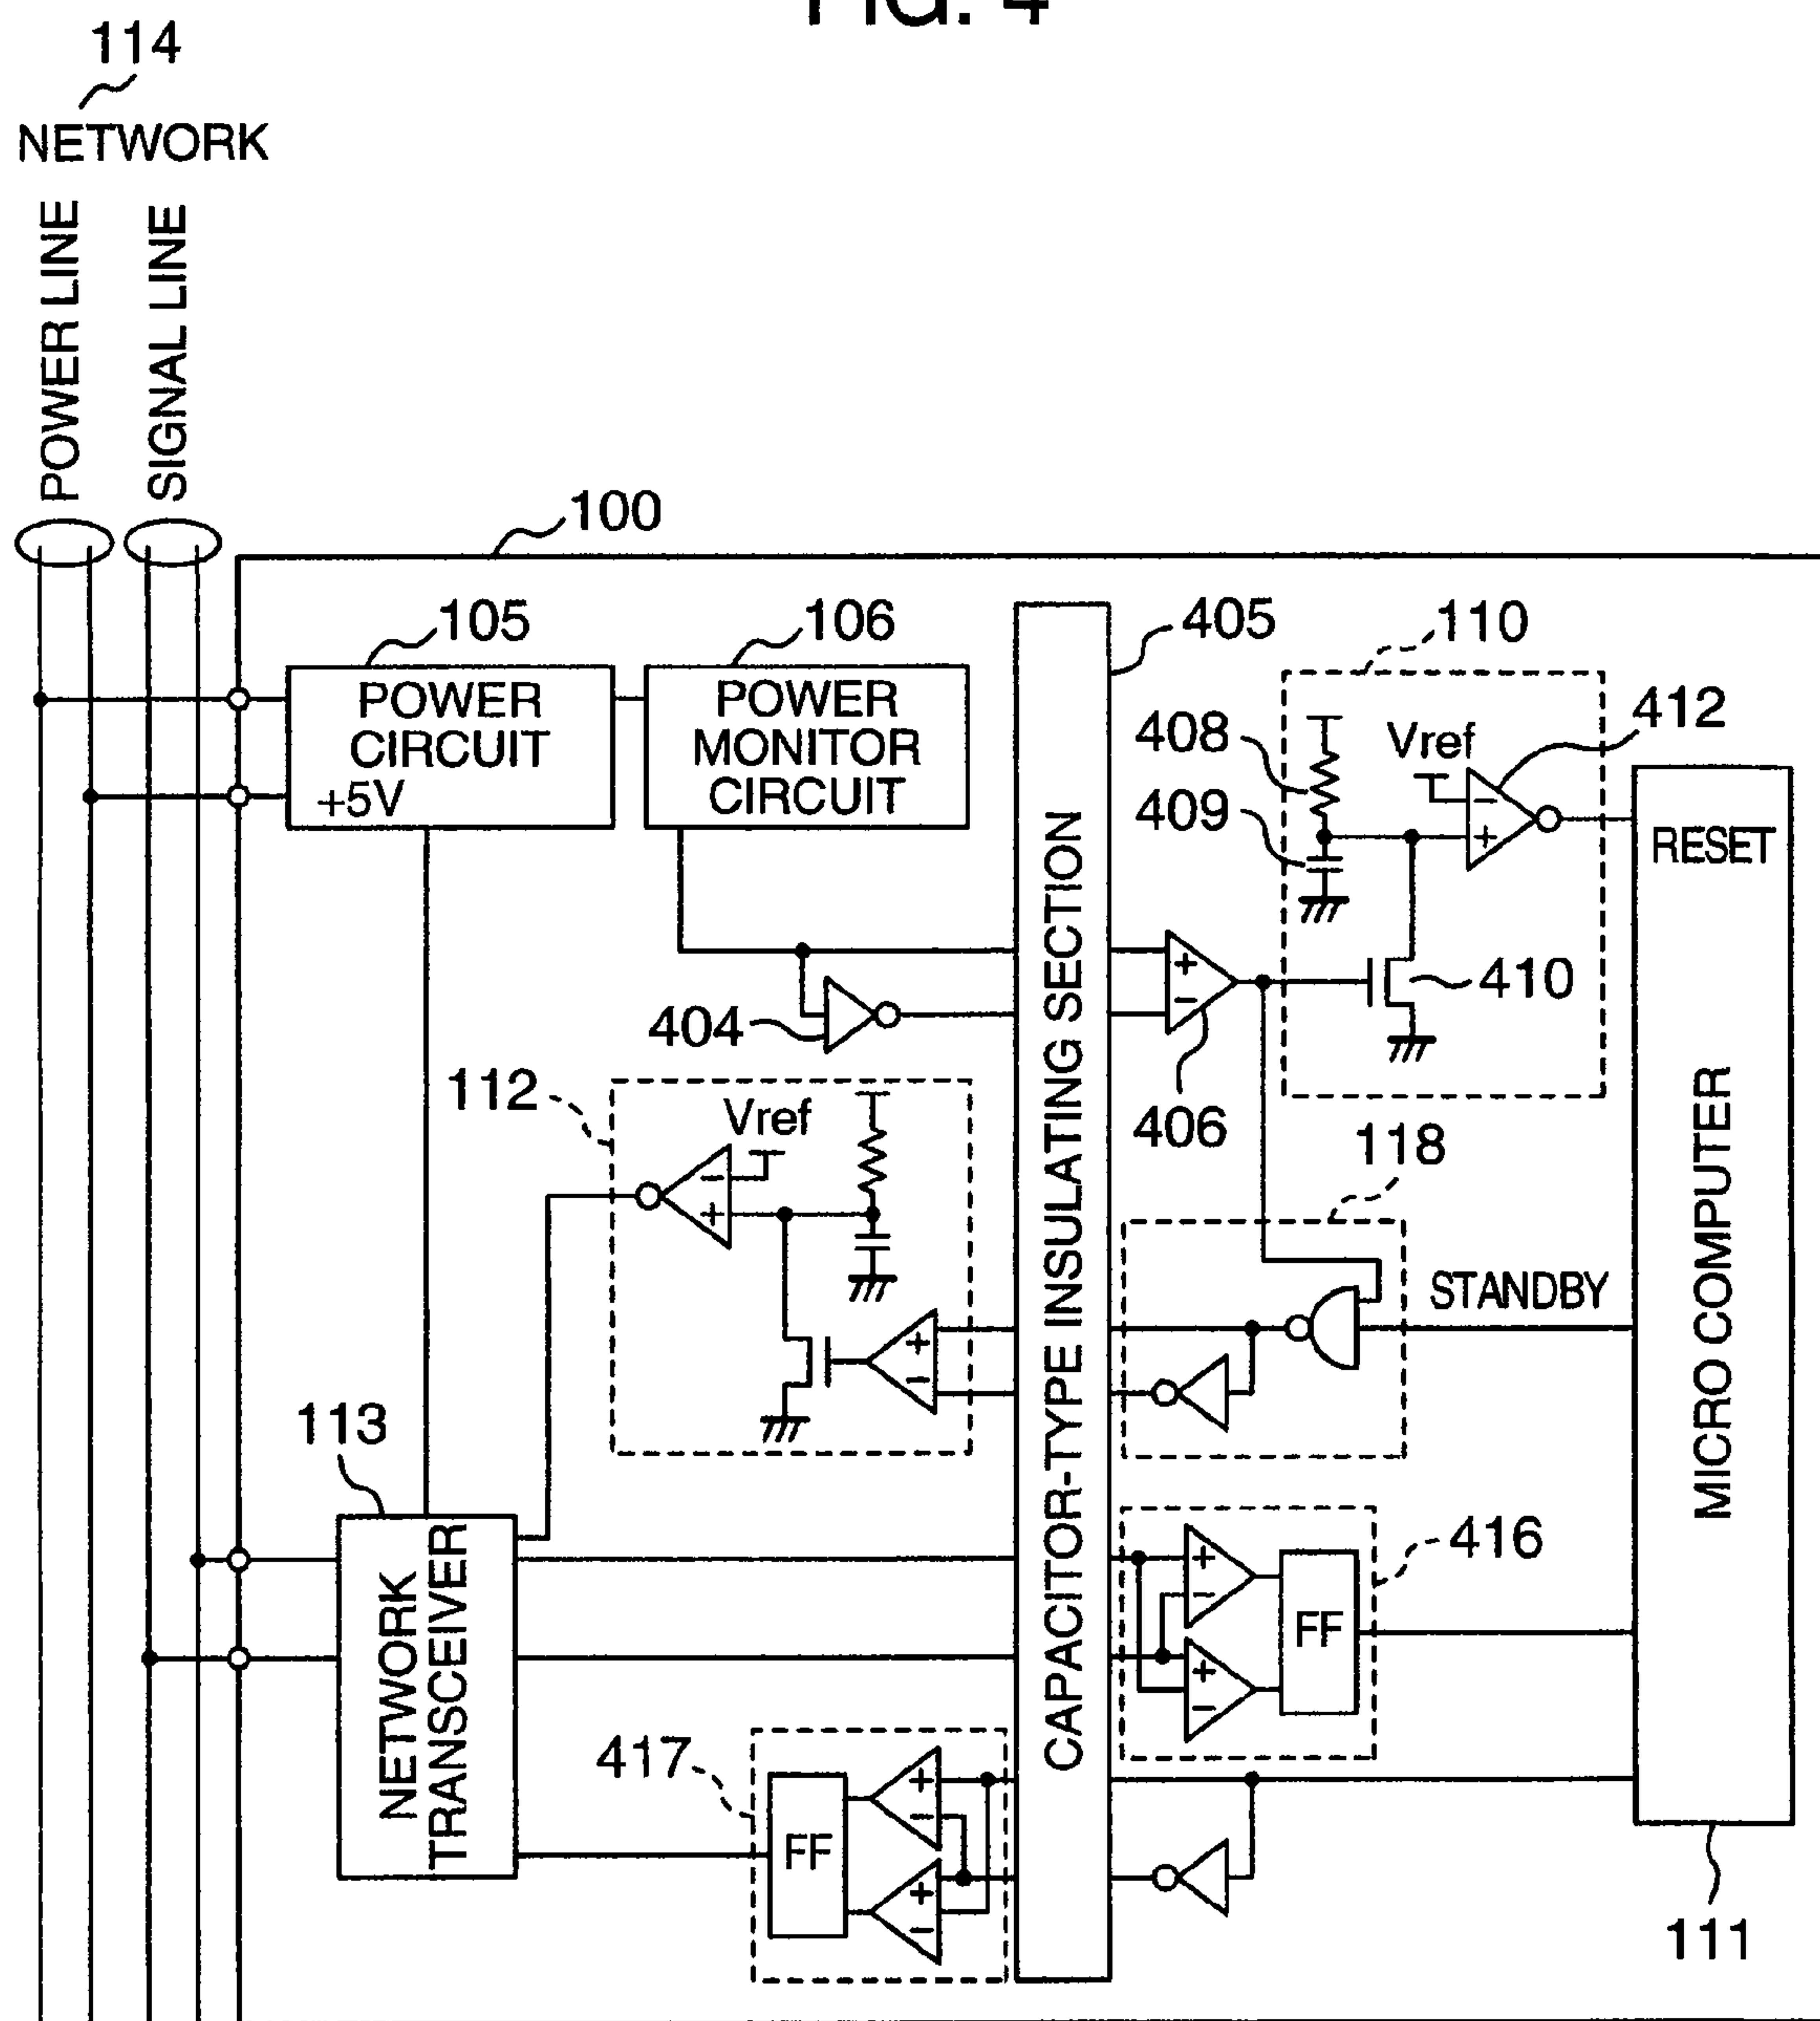 FIG. 4
114
NETWORK
POWER LINE
SIGNAL LINE
100
105
106
405
110
POWER
CIRCUIT
+5V
POWER
MONITOR
CIRCUIT
408
409
Vref
412
RESET
+
-
404
+
-
406
410
CAPACITOR-TYPE INSULATING SECTION
MICRO COMPUTER
112
Vref
-
+
118
STANDBY
+
-
113
NETWORK
TRANSCEIVER
+
-
+
-
FF
416
417
FF
+
-
+
-
111